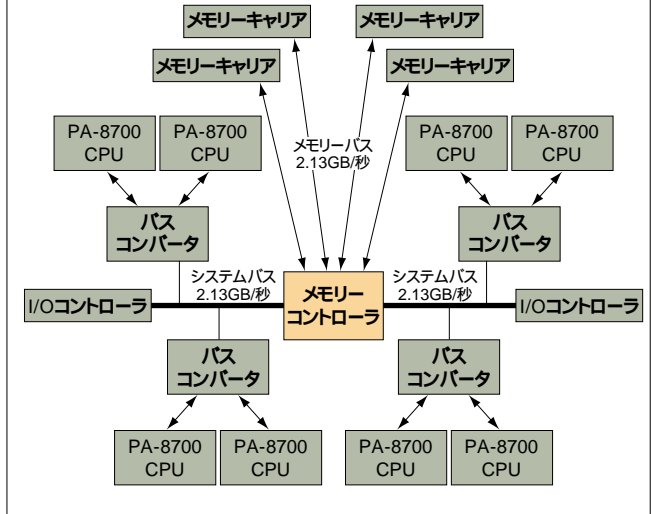 メモリーキャリア
メモリーキャリア
メモリーキャリア
メモリーキャリア
PA-8700
CPU
PA-8700
CPU
メモリーバス
2.13GB/秒
PA-8700
CPU
PA-8700
CPU
バス
コンバータ
バス
コンバータ
システムバス
2.13GB/秒
システムバス
2.13GB/秒
I/Oコントローラ
メモリー
コントローラ
I/Oコントローラ
バス
コンバータ
バス
コンバータ
PA-8700
CPU
PA-8700
CPU
PA-8700
CPU
PA-8700
CPU